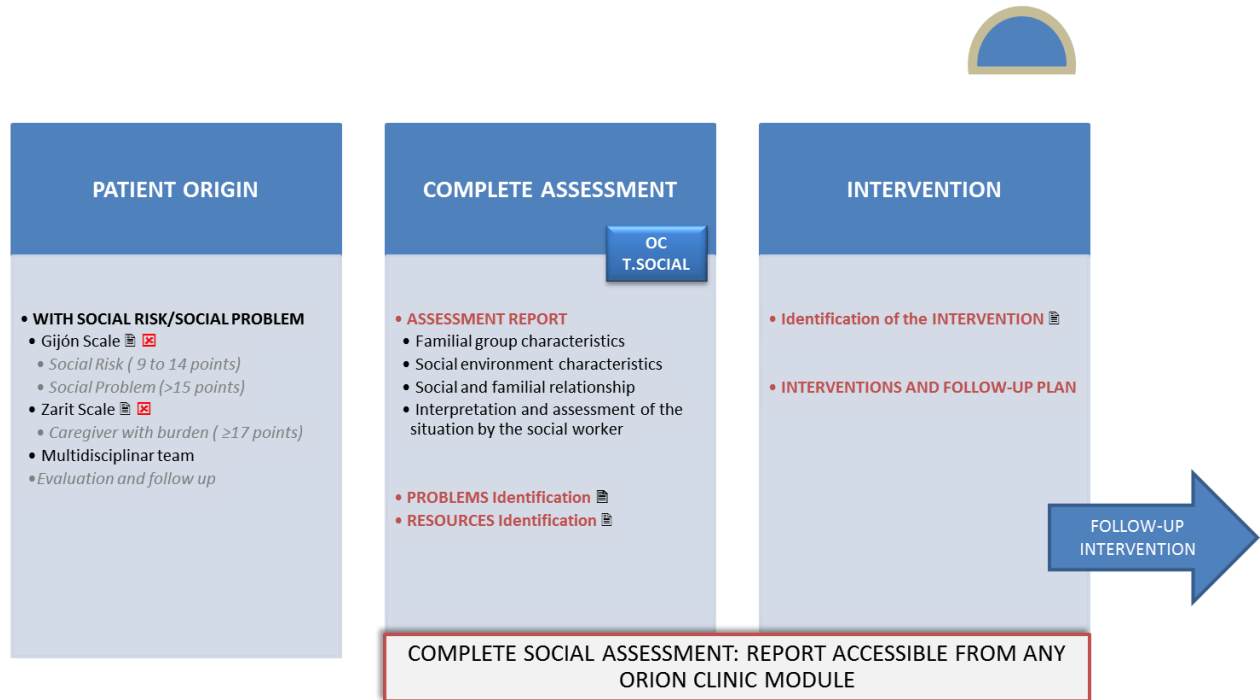 PATIENT ORIGIN
• WITH SOCIAL RISK/SOCIAL PROBLEM
• Gijón Scale
• Social Risk ( 9 to 14 points)
• Social Problem (>15 points)
• Zarit Scale
• Caregiver with burden ( ≥17 points)
• Multidisciplinar team
•Evaluation and follow up
COMPLETE ASSESSMENT
OC
T.SOCIAL
• ASSESSMENT REPORT
• Familial group characteristics
• Social environment characteristics
• Social and familial relationship
• Interpretation and assessment of the
situation by the social worker
• PROBLEMS Identification
• RESOURCES Identification
INTERVENTION
• Identification of the INTERVENTION
• INTERVENTIONS AND FOLLOW-UP PLAN
FOLLOW-UP
INTERVENTION
COMPLETE SOCIAL ASSESSMENT: REPORT ACCESSIBLE FROM ANY
ORION CLINIC MODULE